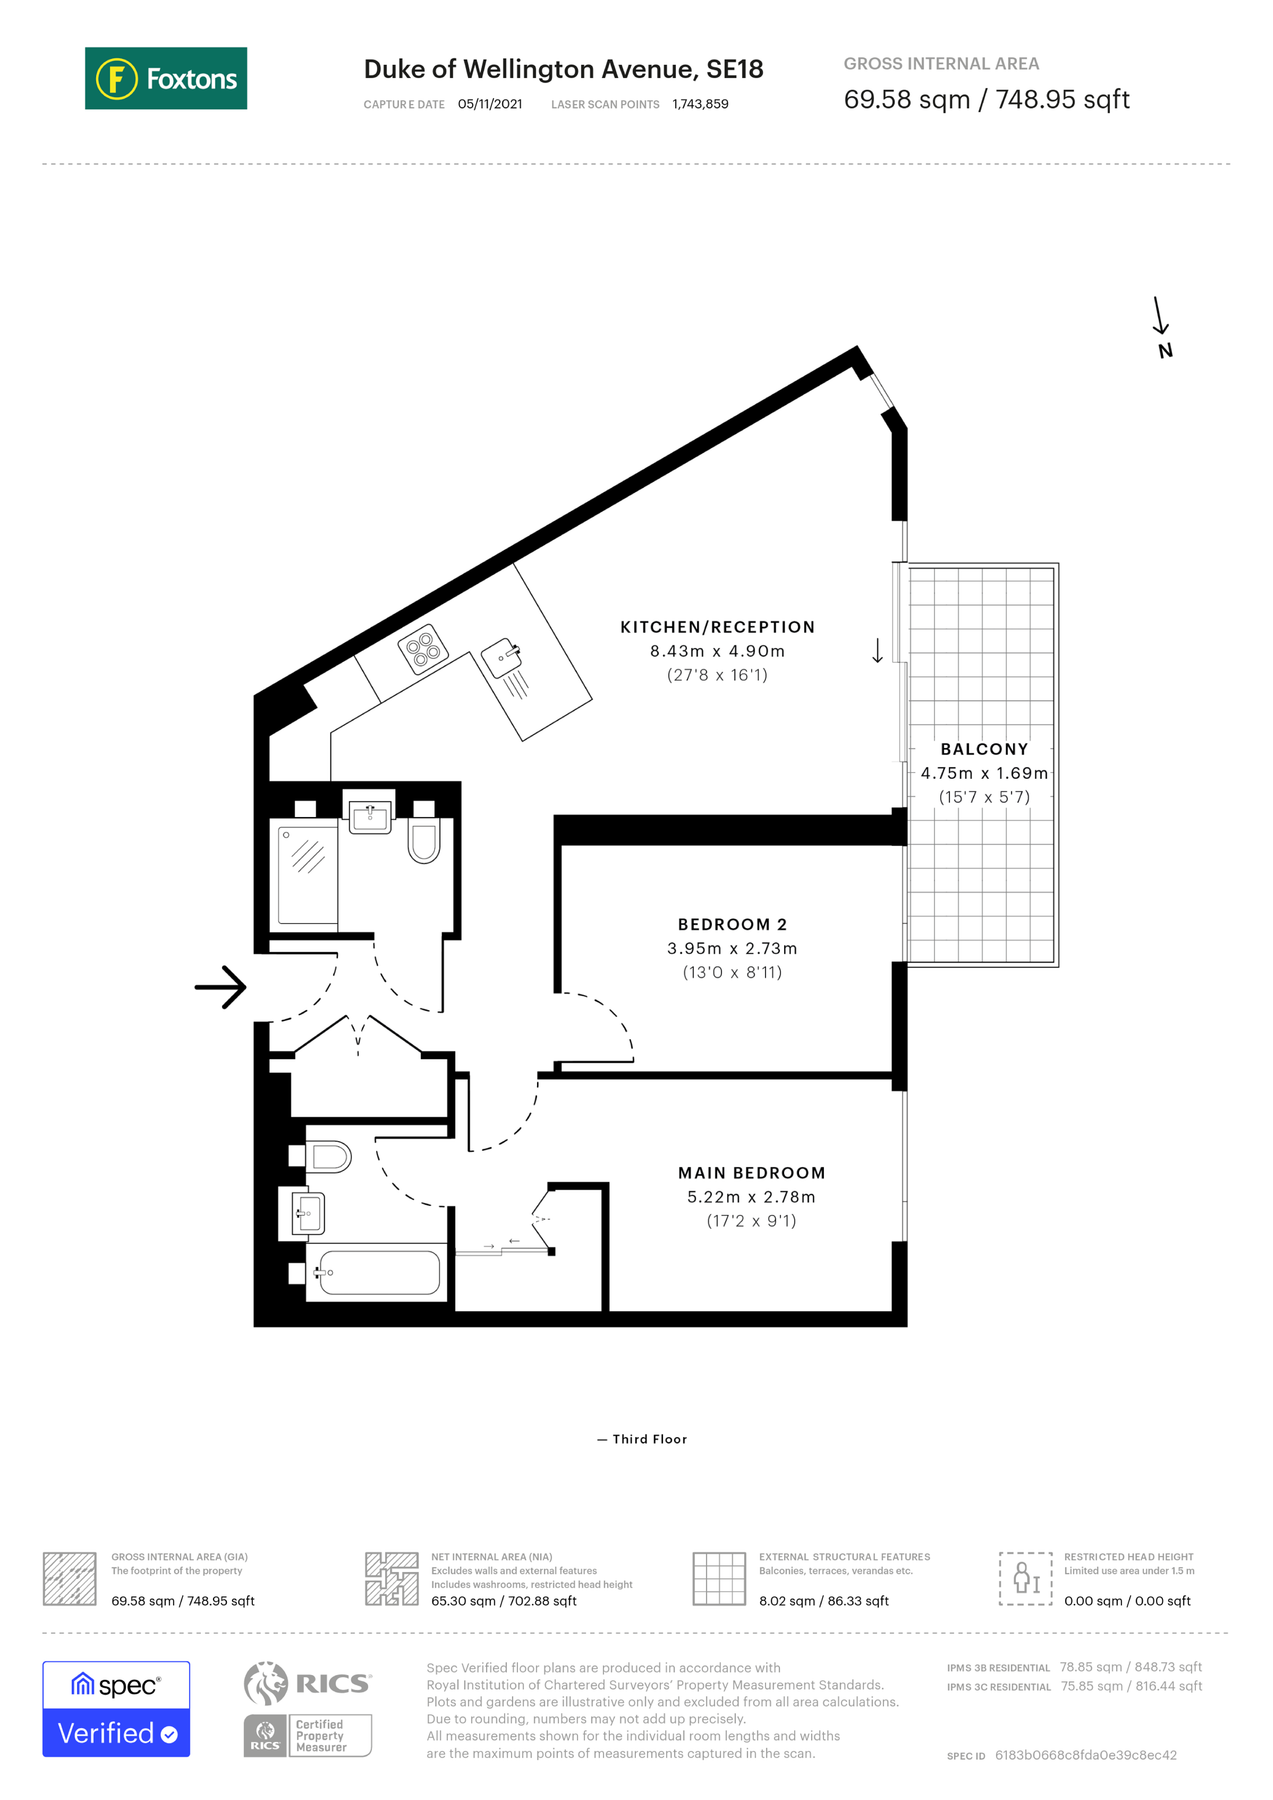 Foxtons
Duke of Wellington Avenue, SE18
CAPTURE DATE 05/11/2021 LASER SCAN POINTS 1,743,859
GROSS INTERNAL AREA
69.58 sqm / 748.95 sqft
N
KITCHEN/RECEPTION
8.43m x 4.90m
(27'8 x 16'1)
BALCONY
4.75m x 1.69m
(15'7 x 5'7)
BEDROOM 2
3.95m x 2.73m
(13'0 x 8'11)
MAIN BEDROOM
5.22m x 2.78m
(17'2 x 9'1)
— Third Floor
GROSS INTERNAL AREA (GIA)
The footprint of the property
69.58 sqm / 748.95 sqft
NET INTERNAL AREA (NIA)
Excludes walls and external features
Includes washrooms, restricted head height
65.30 sqm / 702.88 sqft
EXTERNAL STRUCTURAL FEATURES
Balconies, terraces, verandas etc.
8.02 sqm / 86.33 sqft
RESTRICTED HEAD HEIGHT
Limited use area under 1.5 m
0.00 sqm / 0.00 sqft
spec®
Verified
RICS®
RICS
Certified
Property
Measurer
Spec Verified floor plans are produced in accordance with
Royal Institution of Chartered Surveyors' Property Measurement Standards.
Plots and gardens are illustrative only and excluded from all area calculations.
Due to rounding, numbers may not add up precisely.
All measurements shown for the individual room lengths and widths
are the maximum points of measurements captured in the scan.
IPMS 3B RESIDENTIAL 78.85 sqm / 848.73 sqft
IPMS 3C RESIDENTIAL 75.85 sqm / 816.44 sqft
SPEC ID 6183b0668c8fda0e39c8ec42